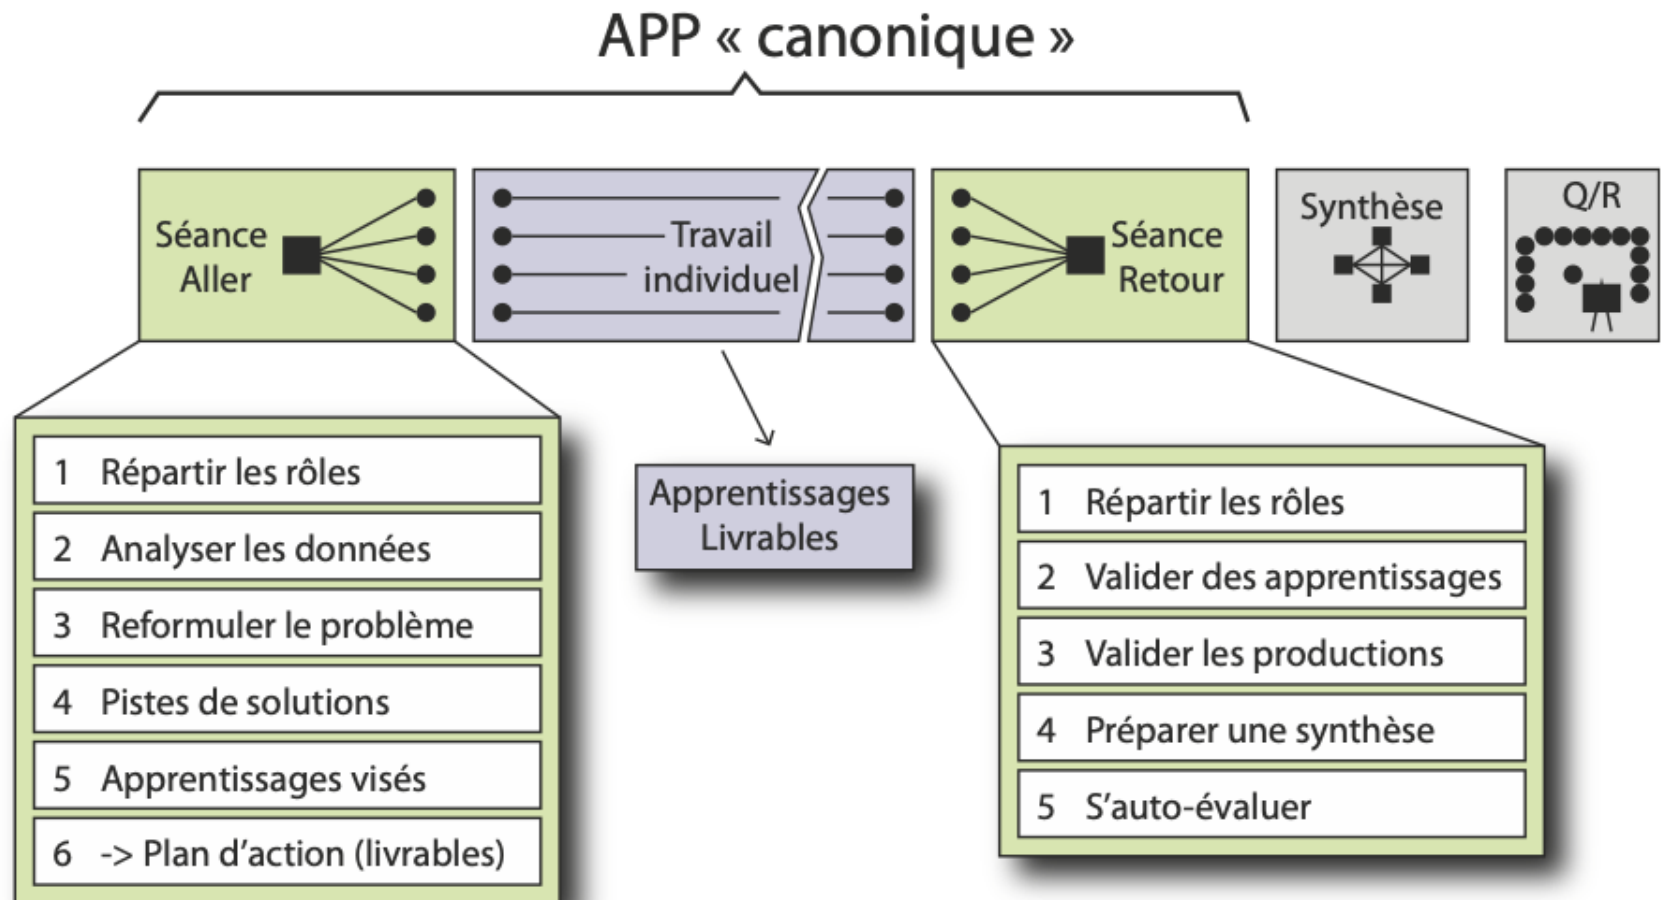 APP « canonique »
Séance
Aller
Travail
individuel
Séance
Retour
Synthèse
Q/R
1 Répartir les rôles
2 Analyser les données
3 Reformuler le problème
4 Pistes de solutions
5 Apprentissages visés
6 -> Plan d’action (livrables)
Apprentissages
Livrables
1 Répartir les rôles
2 Valider des apprentissages
3 Valider les productions
4 Préparer une synthèse
5 S’auto-évaluer